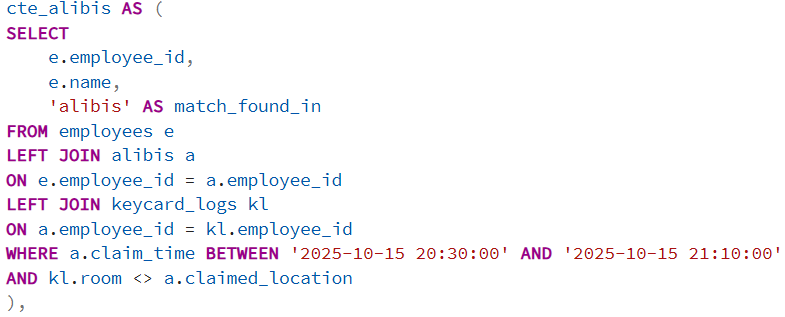 cte_alibis AS (
SELECT
    e.employee_id,
    e.name,
    'alibis' AS match_found_in
FROM employees e
LEFT JOIN alibis a
ON e.employee_id = a.employee_id
LEFT JOIN keycard_logs kl
ON a.employee_id = kl.employee_id
WHERE a.claim_time BETWEEN '2025-10-15 20:30:00' AND '2025-10-15 21:10:00'
AND kl.room <> a.claimed_location
),